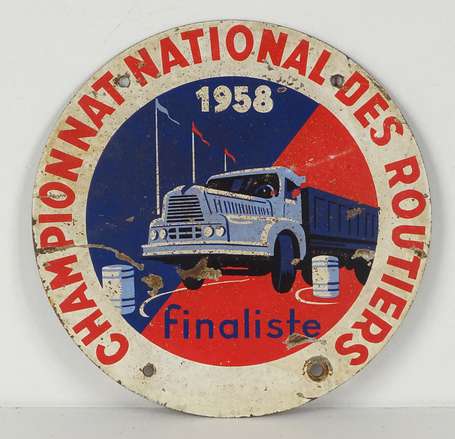 CHAMPIONNAT NATIONAL DES ROUTIERS
1958
finaliste